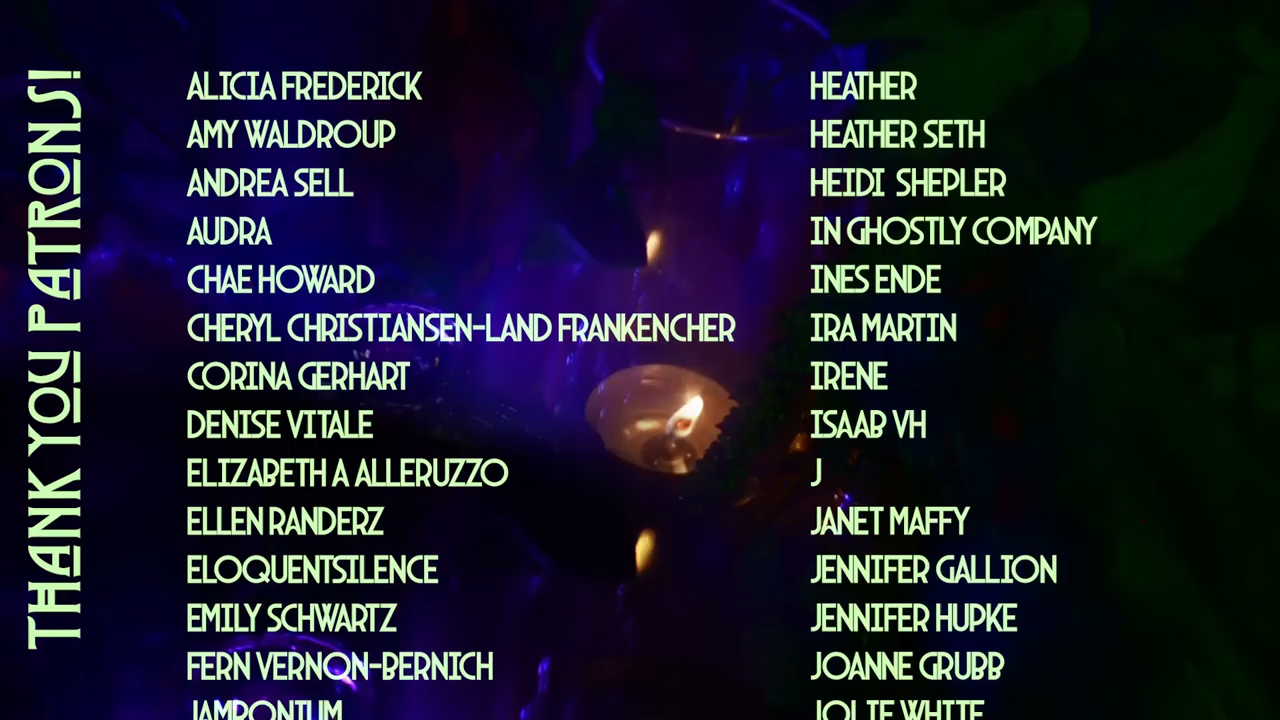 THANK YOU PATRONS!
ALICIA FREDERICK
AMY WALDROUP
ANDREA SELL
AUDRA
CHAE HOWARD
CHERYL CHRISTIANSEN-LAND FRANKENCHER
CORINA GERHART
DENISE VITALE
ELIZABETH A ALLERUZZO
ELLEN RANDERZ
ELOQUENTSILENCE
EMILY SCHWARTZ
FERN VERNON-BERNICH
HEATHER
HEATHER SETH
HEIDI SHEPLER
IN GHOSTLY COMPANY
INES ENDE
IRA MARTIN
IRENE
ISAAB VH
J
JANET MAFFY
JENNIFER GALLION
JENNIFER HUPKE
JOANNE GRUBB
JOLIE WHITE